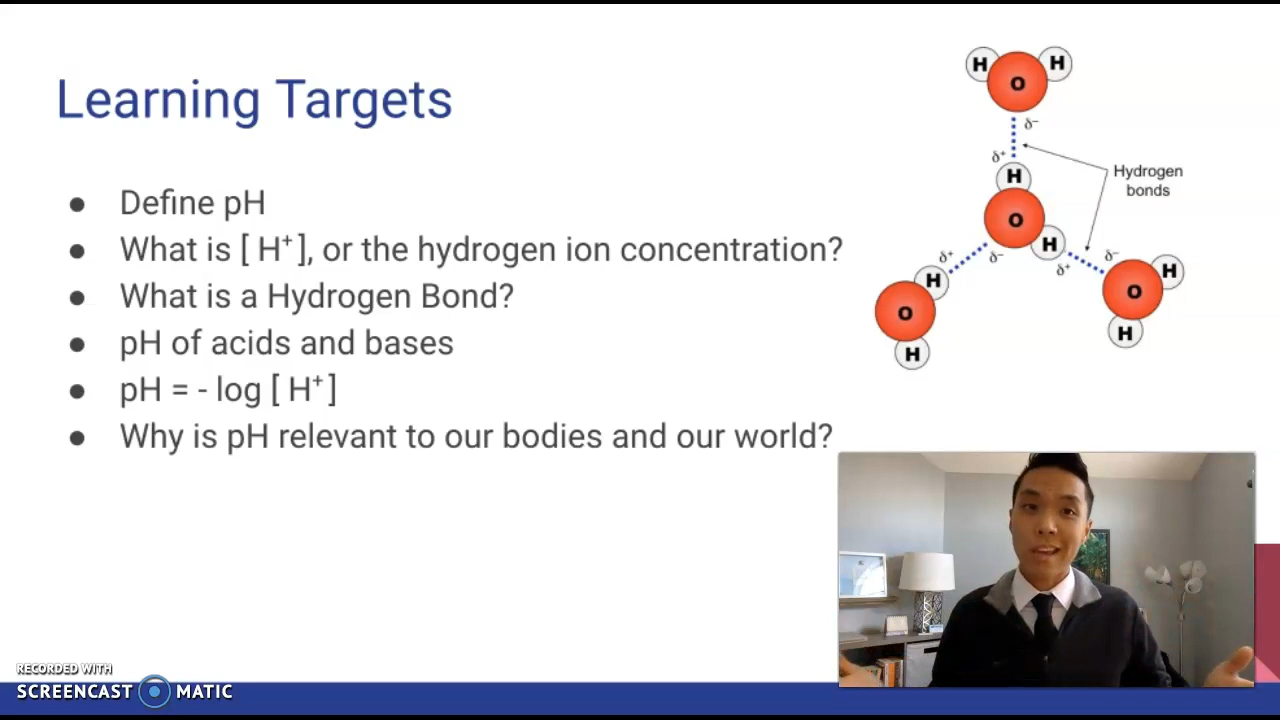 Learning Targets
● Define pH
● What is [ H⁺ ], or the hydrogen ion concentration?
● What is a Hydrogen Bond?
● pH of acids and bases
● pH = - log [ H⁺ ]
● Why is pH relevant to our bodies and our world?
H O H
δ⁻
δ⁺
H
O
H
Hydrogen
bonds
δ⁺ δ⁻
δ⁺ δ⁻
H
O
H
H
O
H
RECORDED WITH
SCREENCAST MATIC